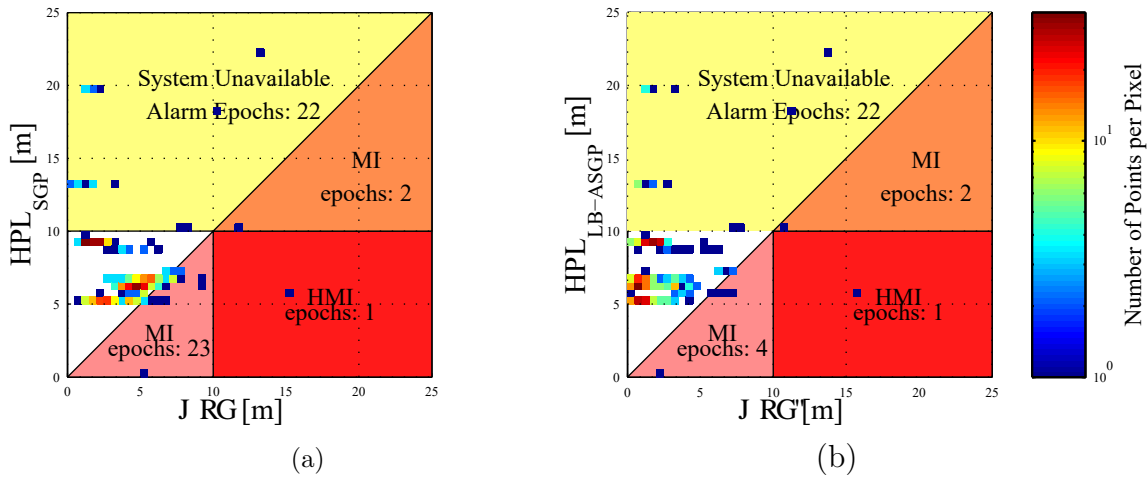 25
20
15
10
5
0
0
5
10
15
20
25
HPL_SGP [m]
J RG [m]
System Unavailable
Alarm Epochs: 22
MI
epochs: 2
HMI
epochs: 1
MI
epochs: 23
(a)
25
20
15
10
5
0
0
5
10
15
20
25
HPL_LB−ASGP [m]
J RG" [m]
System Unavailable
Alarm Epochs: 22
MI
epochs: 2
HMI
epochs: 1
MI
epochs: 4
(b)
10^1
10^0
Number of Points per Pixel